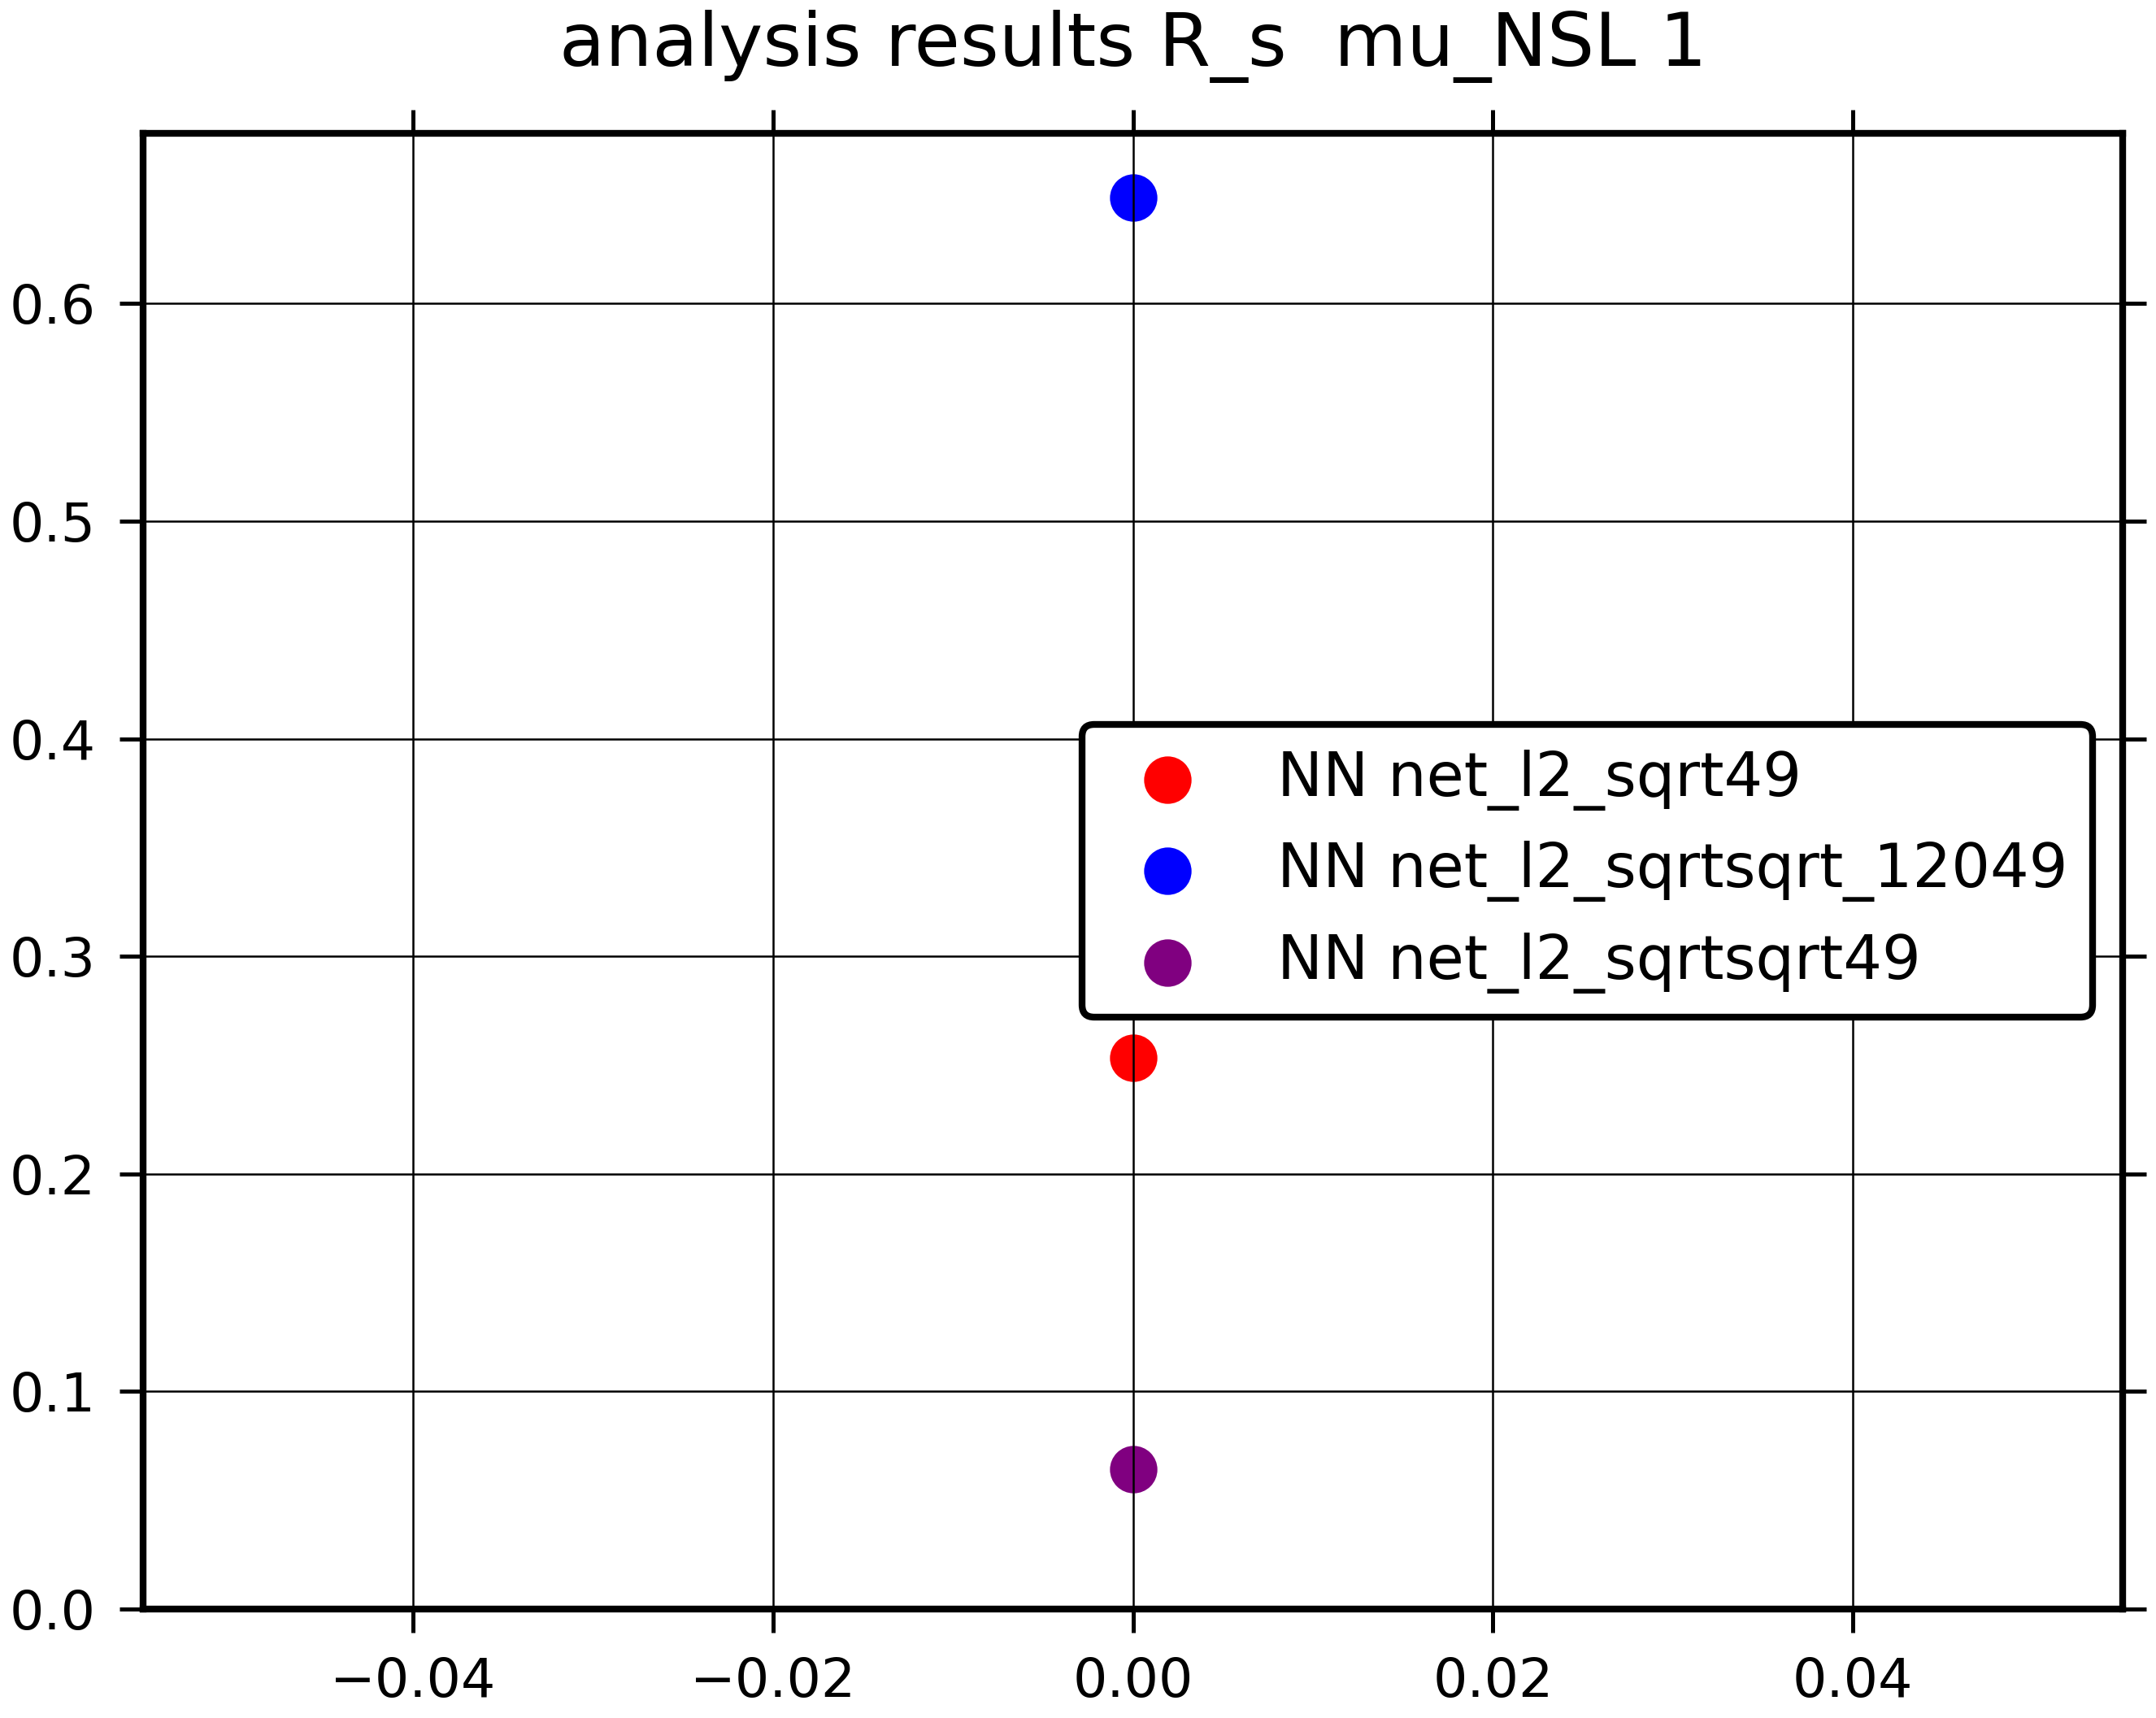 analysis results R_s  mu_NSL 1
0.6
0.5
0.4
0.3
0.2
0.1
0.0
NN net_l2_sqrt49
NN net_l2_sqrtsqrt_12049
NN net_l2_sqrtsqrt49
−0.04 −0.02 0.00 0.02 0.04